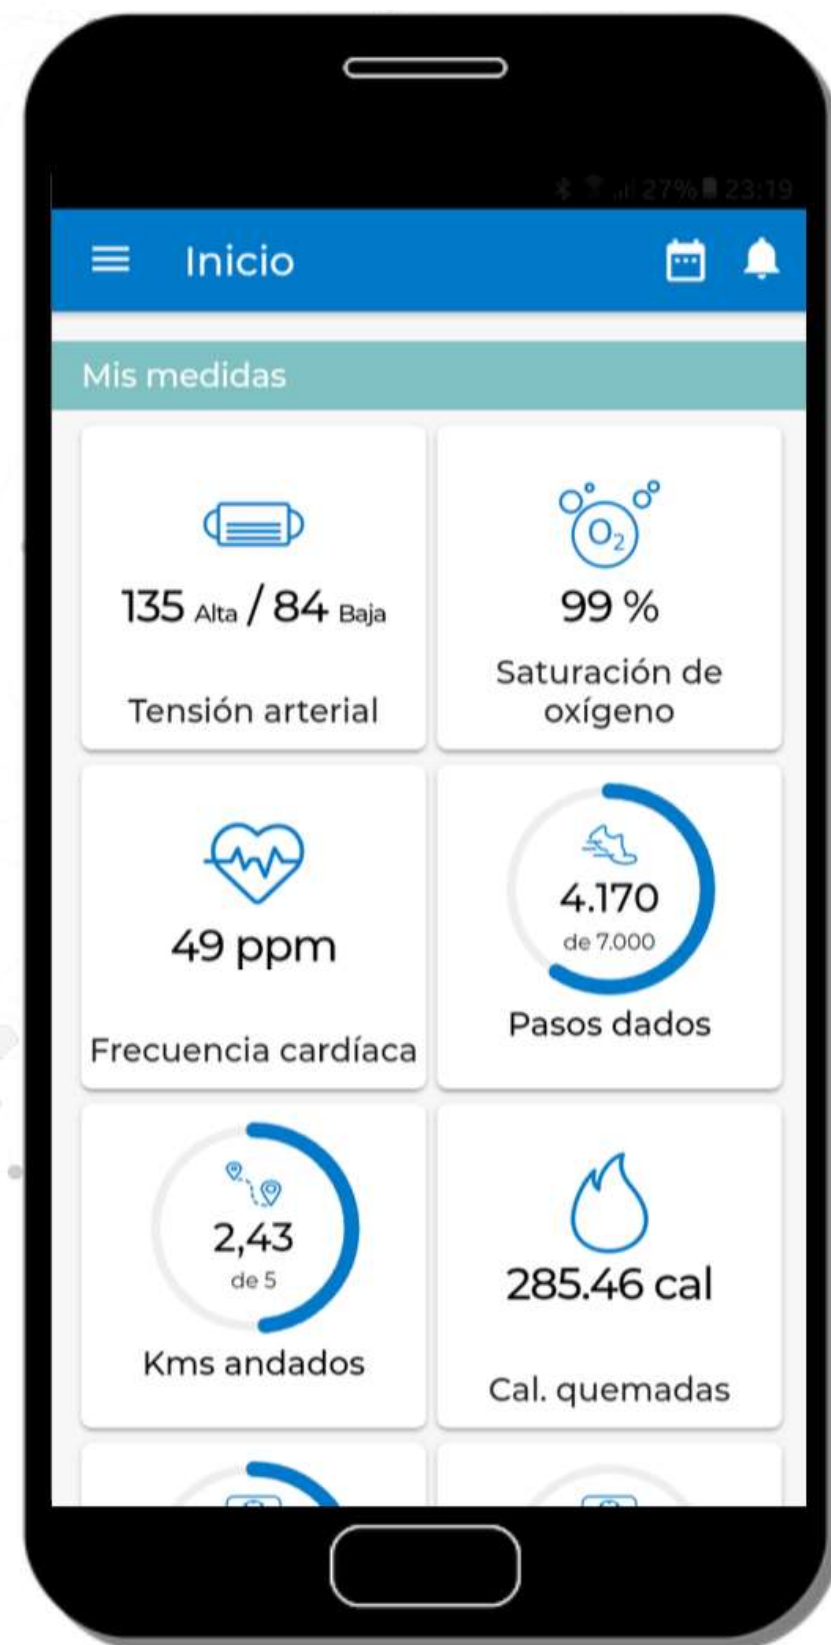 27% 23:19
Inicio
Mis medidas
135 Alta / 84 Baja
Tensión arterial
O2
99 %
Saturación de
oxígeno
49 ppm
Frecuencia cardíaca
4.170
de 7.000
Pasos dados
2,43
de 5
Kms andados
285.46 cal
Cal. quemadas